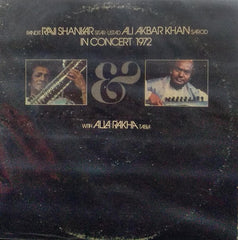 PANDIT RAVI SHANKAR SITAR USTAD ALI AKBAR KHAN SAROD
IN CONCERT 1972
&
WITH ALLA RAKHA TABLA